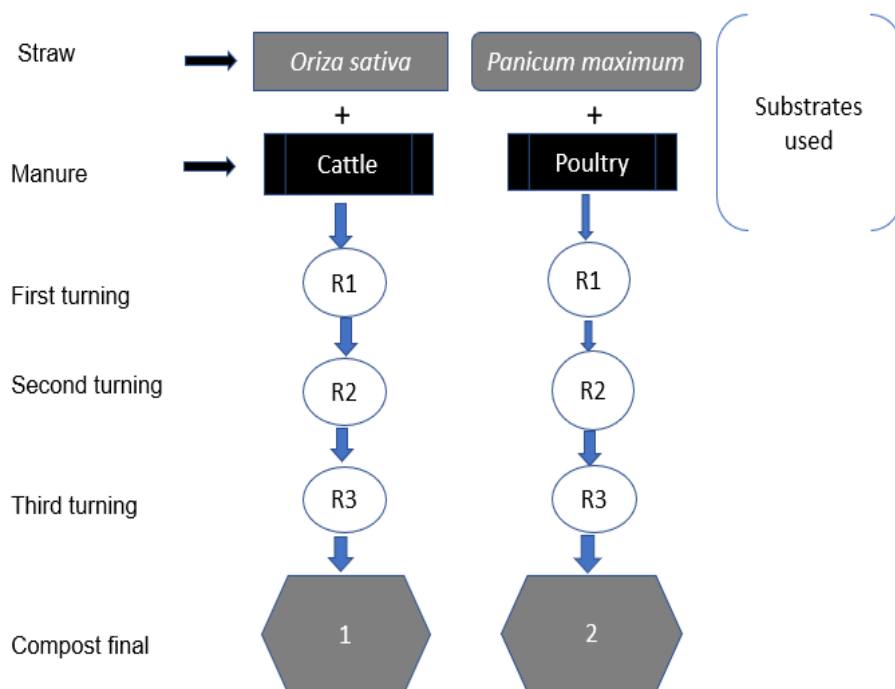 Straw
Oriza sativa
Panicum maximum
+
+
Substrates
used
Manure
Cattle
Poultry
First turning
R1
R1
Second turning
R2
R2
Third turning
R3
R3
Compost final
1
2